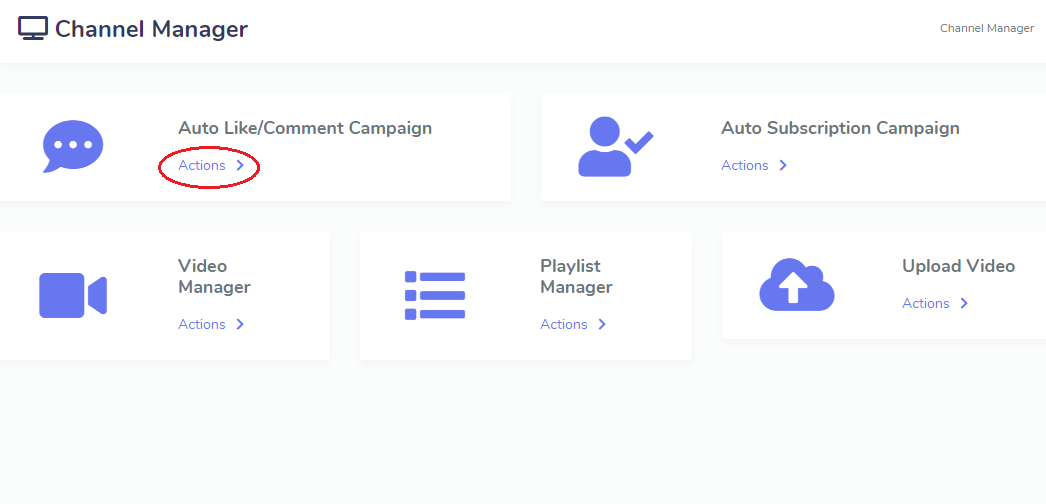 Channel Manager
Channel Manager
Auto Like/Comment Campaign
Actions
Auto Subscription Campaign
Actions
Video
Manager
Actions
Playlist
Manager
Actions
Upload Video
Actions